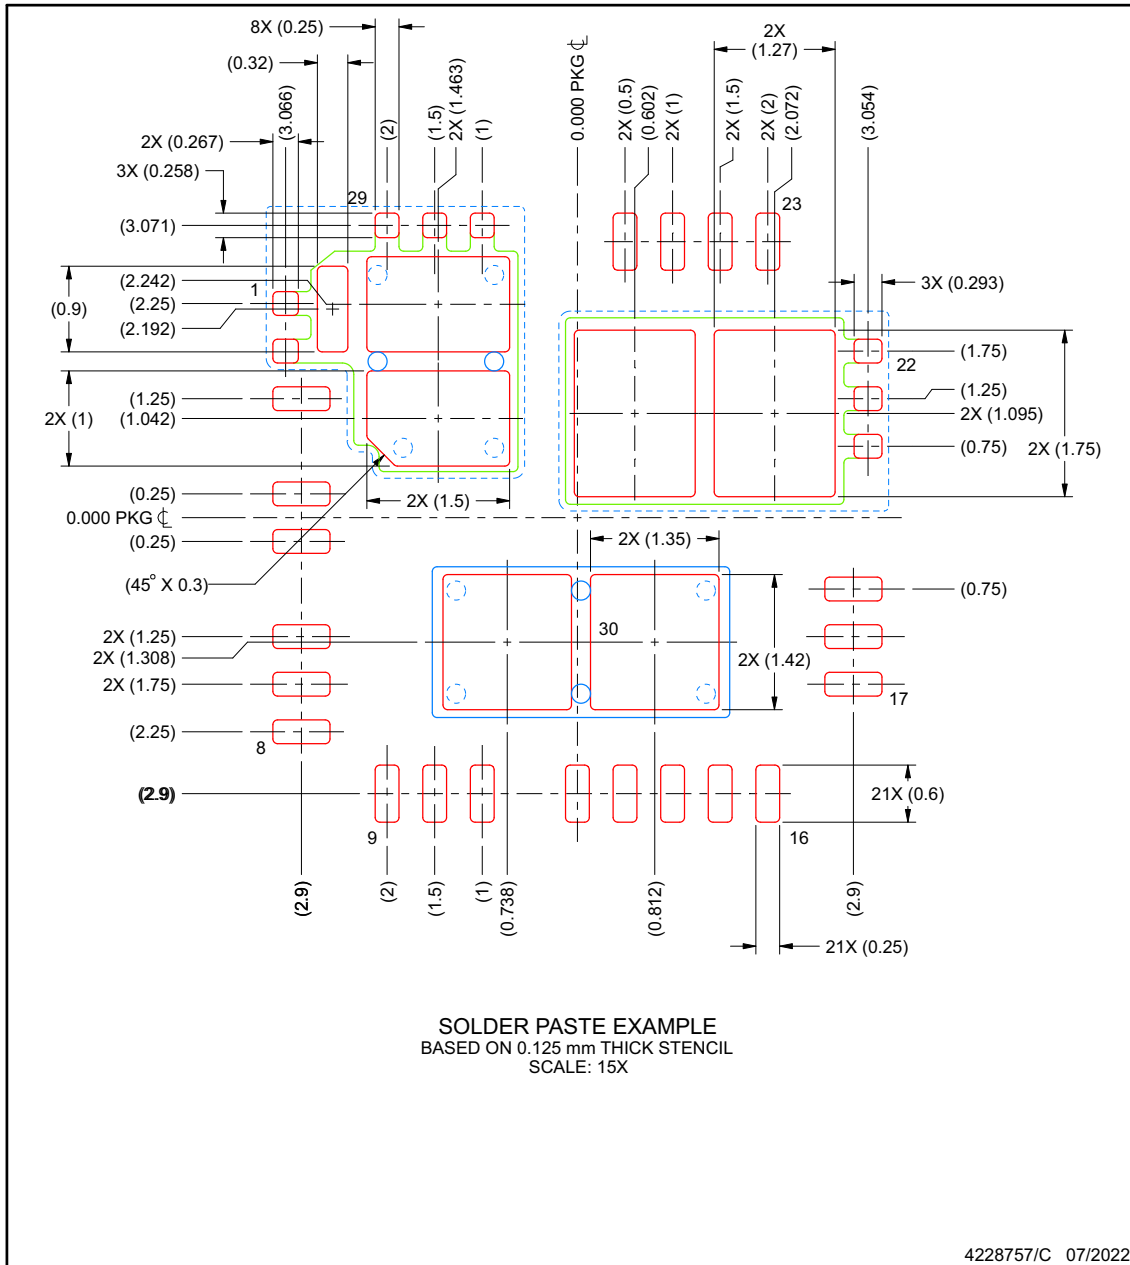 8X (0.25)
2X
(1.27)
(0.32)
(3.066)
2X (0.267)
3X (0.258)
(2)
(1.5)
2X (1.463)
(1)
0.000 PKG ℄
2X (0.5)
(0.602)
2X (1)
2X (1.5)
2X (2)
(2.072)
(3.054)
29
23
(3.071)
(2.242)
1
(2.25)
(0.9)
(2.192)
3X (0.293)
(1.75)
22
(1.25)
(1.25)
2X (1)
(1.042)
2X (1.095)
(0.75)
2X (1.75)
(0.25)
2X (1.5)
0.000 PKG ℄
(0.25)
2X (1.35)
(45° X 0.3)
(0.75)
2X (1.25)
30
2X (1.308)
2X (1.42)
2X (1.75)
17
(2.25)
8
(2.9)
21X (0.6)
9
16
(2.9)
(2)
(1.5)
(1)
(0.738)
(0.812)
(2.9)
21X (0.25)
SOLDER PASTE EXAMPLE
BASED ON 0.125 mm THICK STENCIL
SCALE: 15X
4228757/C 07/2022